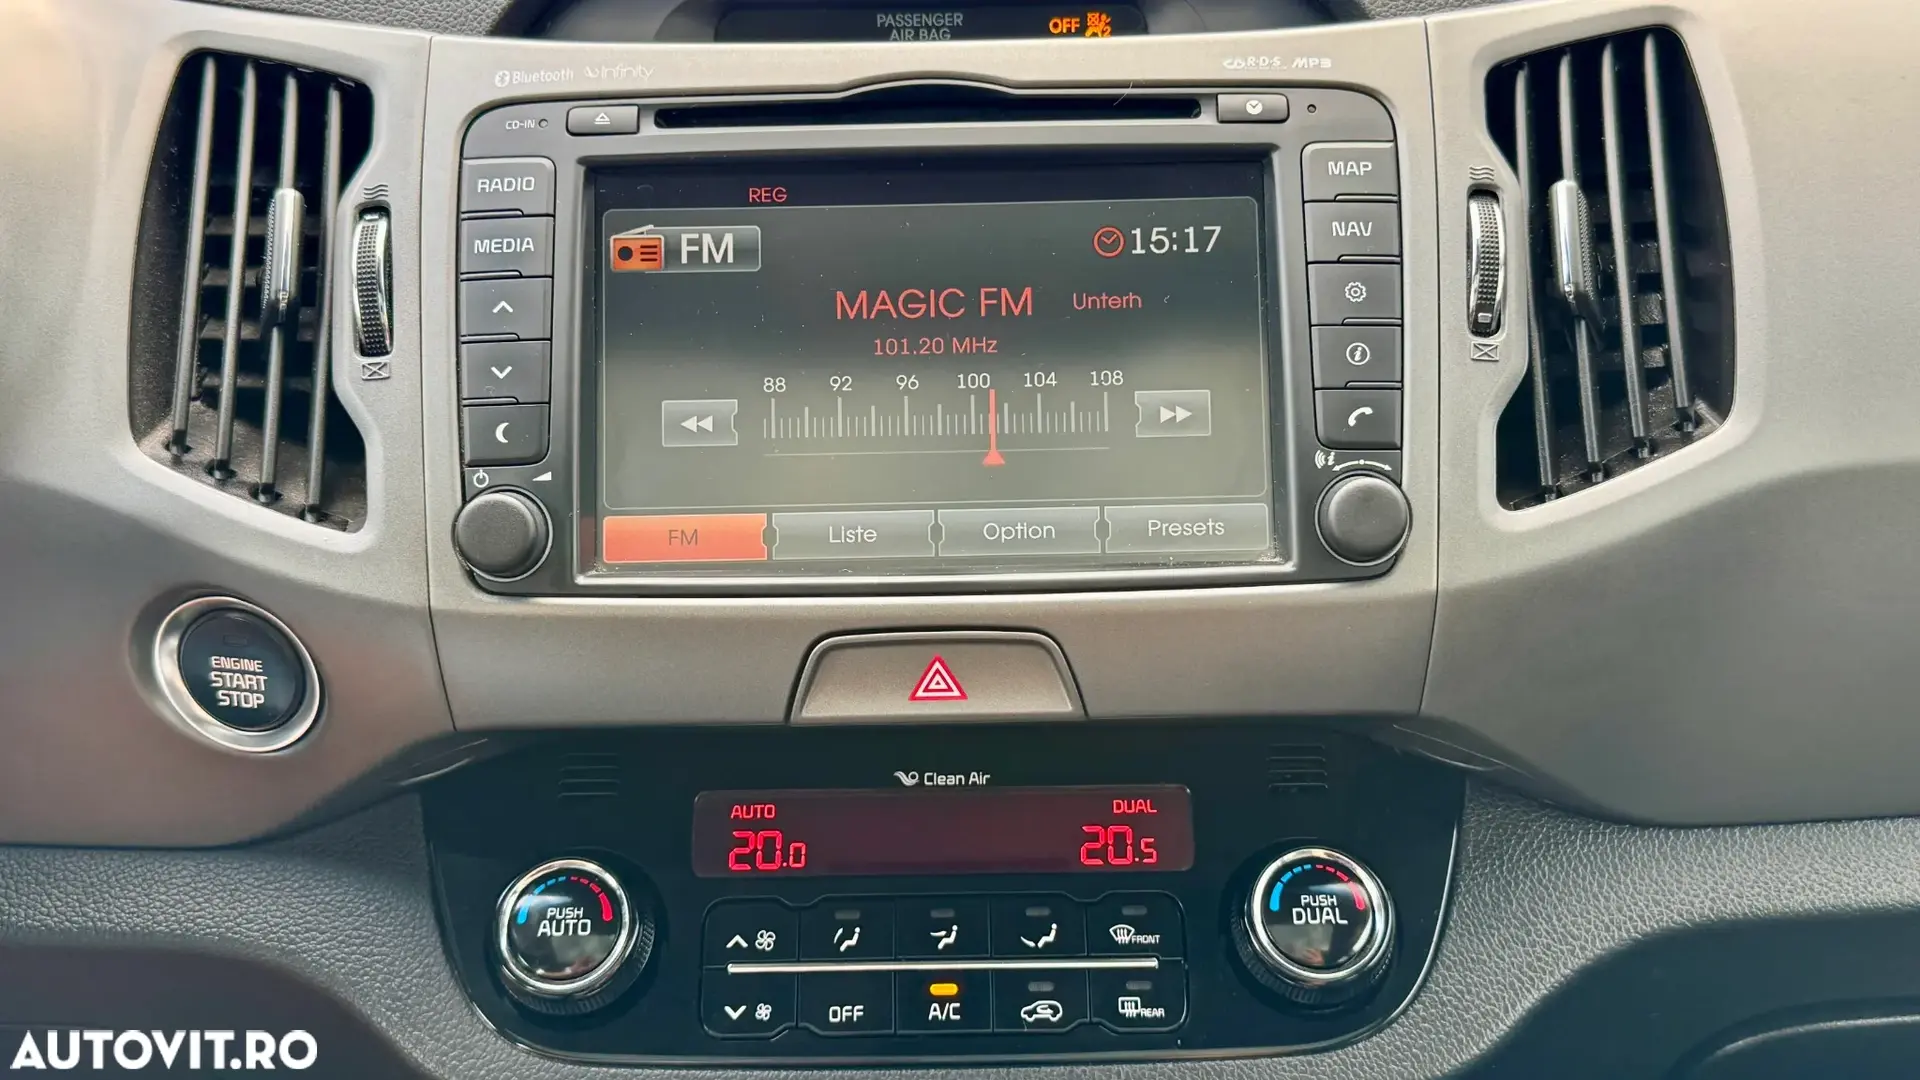 PASSENGER
AIR BAG
OFF
Bluetooth Infinity
CD R·D·S MP3
CD-IN
RADIO
MEDIA
MAP
NAV
REG
FM
15:17
MAGIC FM Unterh
101.20 MHz
88 92 96 100 104 108
FM Liste Option Presets
ENGINE
START
STOP
Clean Air
AUTO DUAL
20.0 20.5
PUSH
AUTO
PUSH
DUAL
FRONT
OFF A/C REAR
AUTOVIT.RO